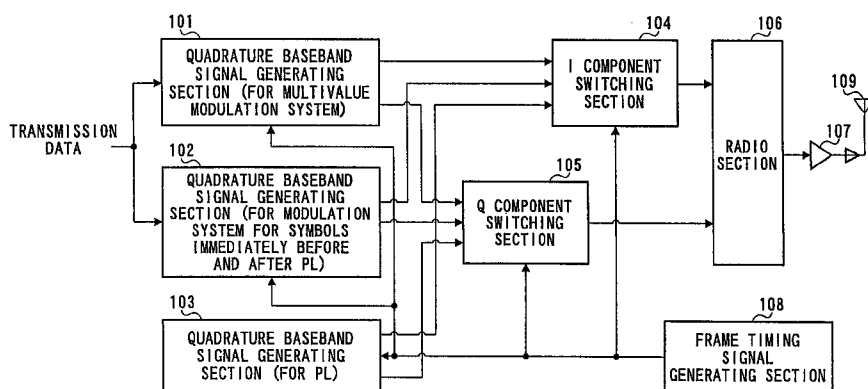 101
QUADRATURE BASEBAND
SIGNAL GENERATING
SECTION (FOR MULTIVALUE
MODULATION SYSTEM)
TRANSMISSION
DATA
102
QUADRATURE BASEBAND
SIGNAL GENERATING
SECTION (FOR MODULATION
SYSTEM FOR SYMBOLS
IMMEDIATELY BEFORE
AND AFTER PL)
103
QUADRATURE BASEBAND
SIGNAL GENERATING
SECTION (FOR PL)
104
I COMPONENT
SWITCHING
SECTION
105
Q COMPONENT
SWITCHING
SECTION
106
RADIO
SECTION
107
109
108
FRAME TIMING
SIGNAL
GENERATING SECTION